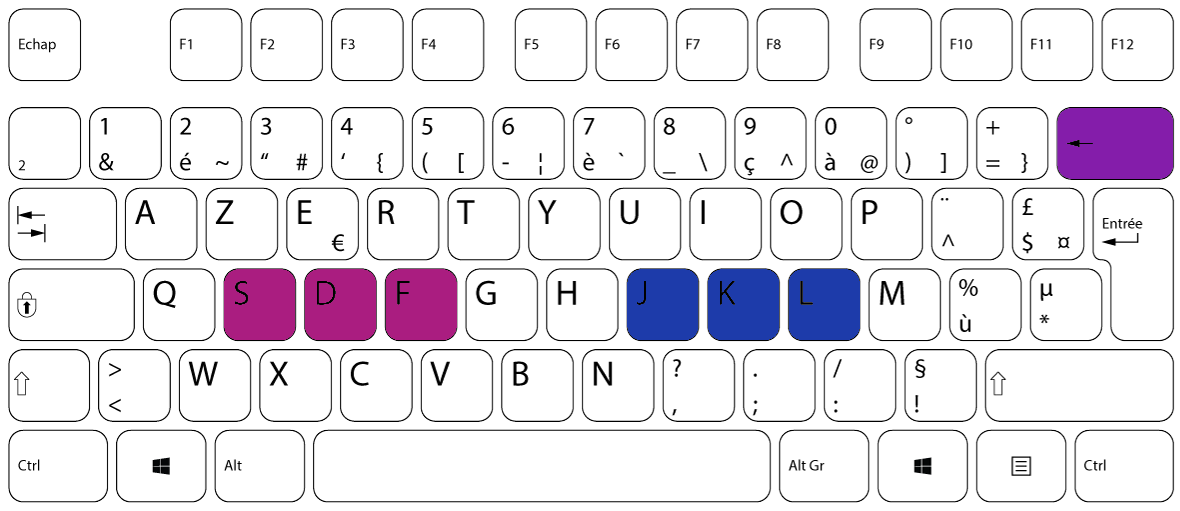 Echap F1 F2 F3 F4 F5 F6 F7 F8 F9 F10 F11 F12
1 2 3 4 5 6 7 8 9 0 ° +
2 & é ~ “ # ‘ { ( [ - ¦ è ` _ \ ç ^ à @ ) ] = }
A Z E R T Y U I O P ¨ £ Entrée
€ ^ $ ¤
Q S D F G H J K L M % µ
ù *
> W X C V B N ? . / §
< , ; : !
Ctrl Alt Alt Gr Ctrl